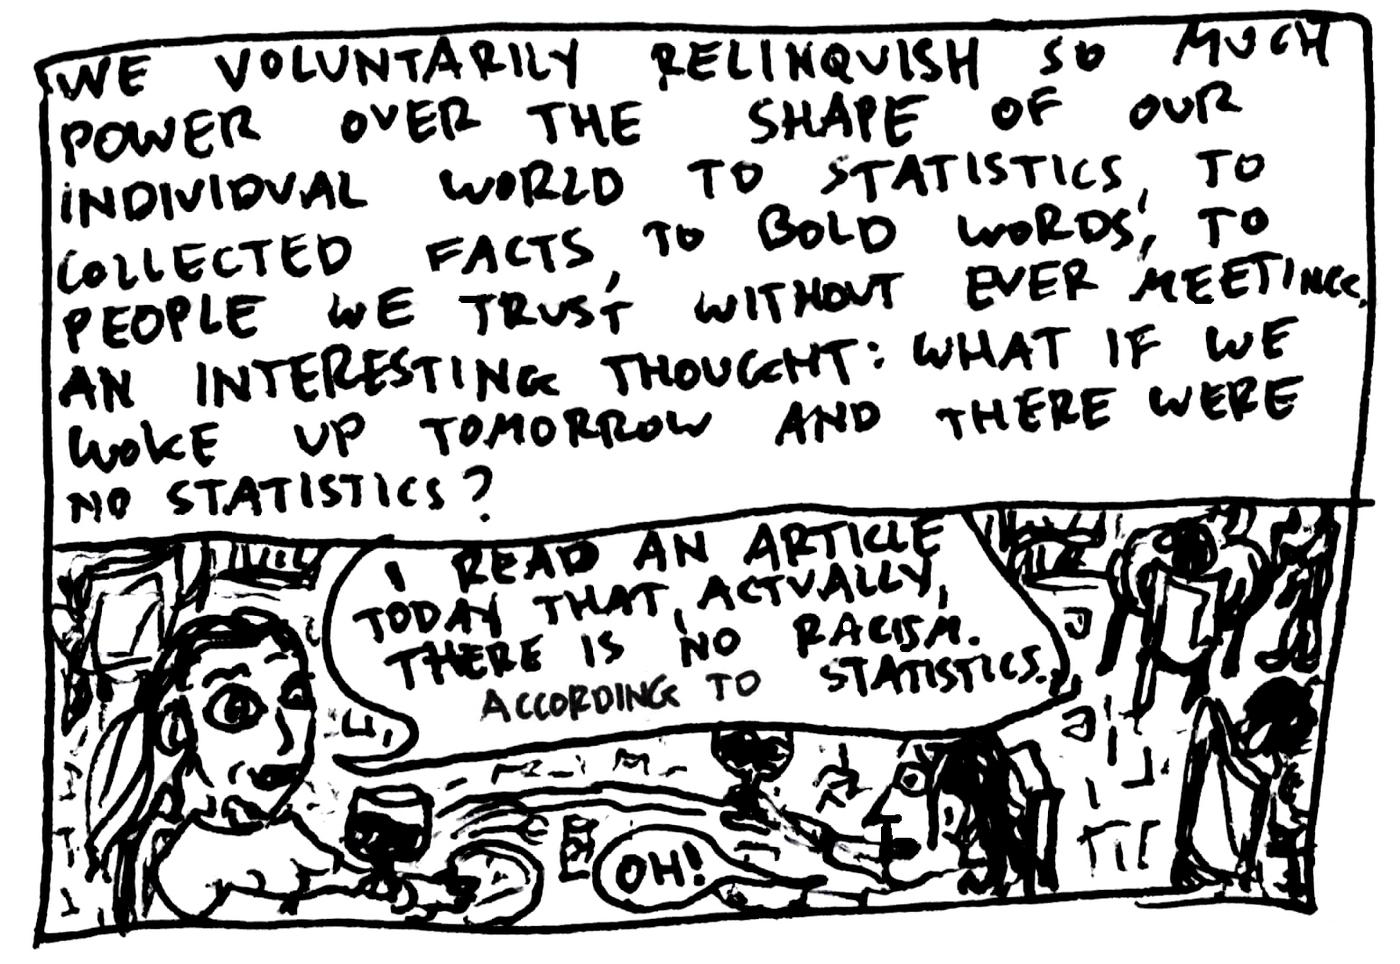 WE VOLUNTARILY RELINQUISH SO MUCH
POWER OVER THE SHAPE OF OUR
INDIVIDUAL WORLD TO STATISTICS, TO
COLLECTED FACTS, TO BOLD WORDS, TO
PEOPLE WE TRUST WITHOUT EVER MEETING.
AN INTERESTING THOUGHT: WHAT IF WE
WOKE UP TOMORROW AND THERE WERE
NO STATISTICS?
I READ AN ARTICLE
TODAY THAT, ACTUALLY,
THERE IS NO RACISM.
ACCORDING TO STATISTICS.
OH!